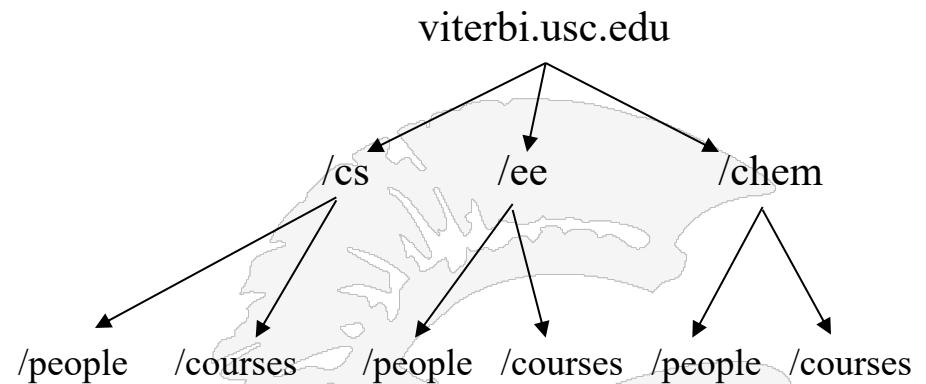 viterbi.usc.edu
/cs /ee /chem
/people /courses /people /courses /people /courses